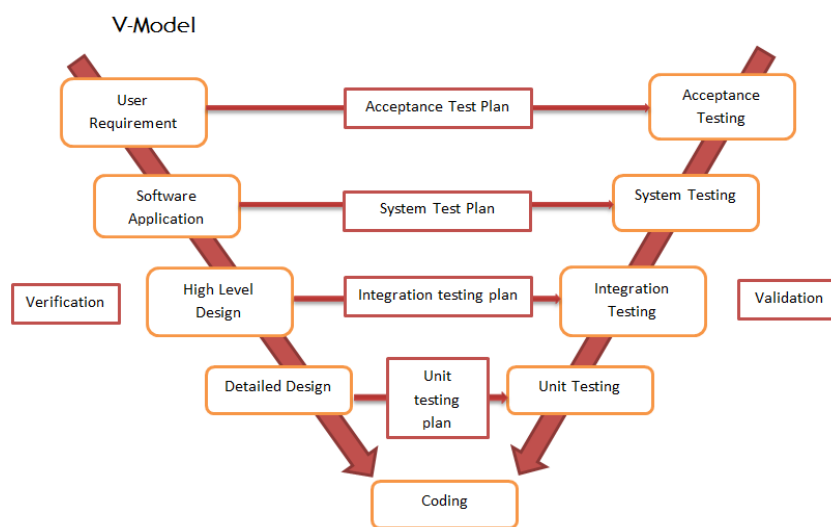 V-Model
User
Requirement
Acceptance Test Plan
Acceptance
Testing
Software
Application
System Test Plan
System Testing
Verification
High Level
Design
Integration testing plan
Integration
Testing
Validation
Detailed Design
Unit
testing
plan
Unit Testing
Coding